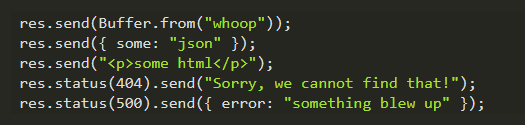 res.send(Buffer.from("whoop"));
res.send({ some: "json" });
res.send("<p>some html</p>");
res.status(404).send("Sorry, we cannot find that!");
res.status(500).send({ error: "something blew up" });